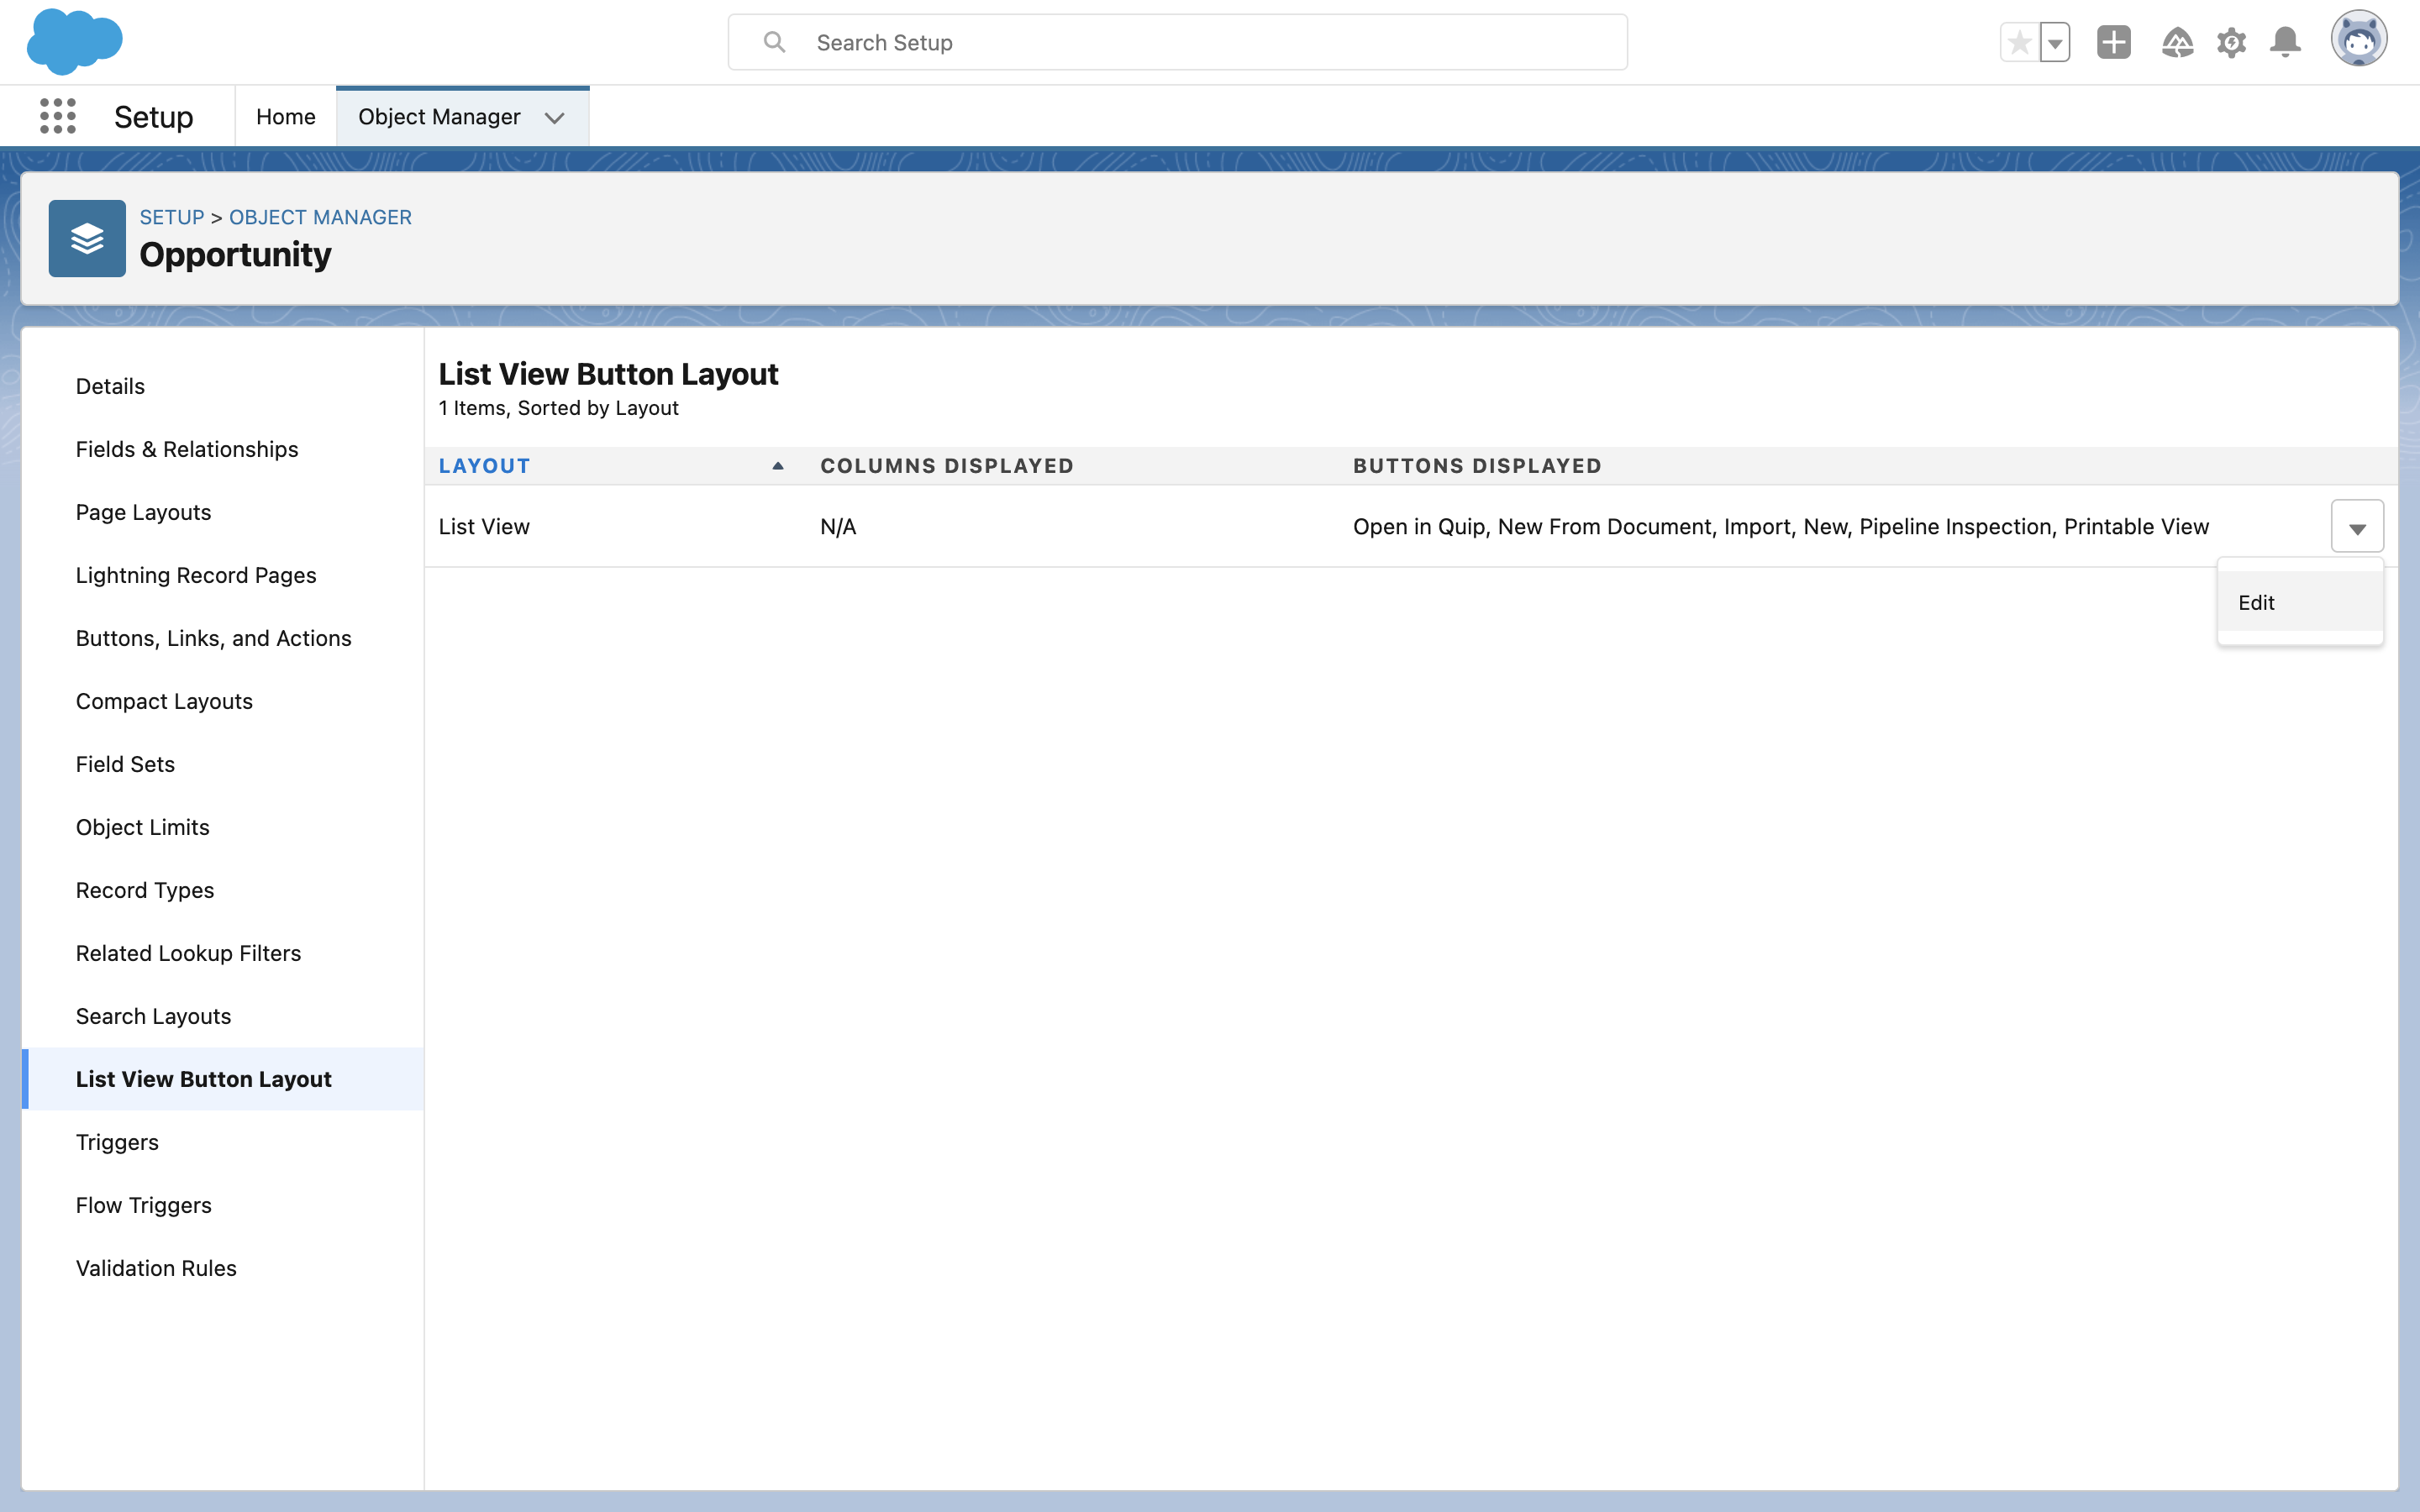 Search Setup
Setup
Home
Object Manager
SETUP > OBJECT MANAGER
Opportunity
Details
Fields & Relationships
Page Layouts
Lightning Record Pages
Buttons, Links, and Actions
Compact Layouts
Field Sets
Object Limits
Record Types
Related Lookup Filters
Search Layouts
List View Button Layout
Triggers
Flow Triggers
Validation Rules
List View Button Layout
1 Items, Sorted by Layout
LAYOUT COLUMNS DISPLAYED BUTTONS DISPLAYED
List View N/A Open in Quip, New From Document, Import, New, Pipeline Inspection, Printable View
Edit